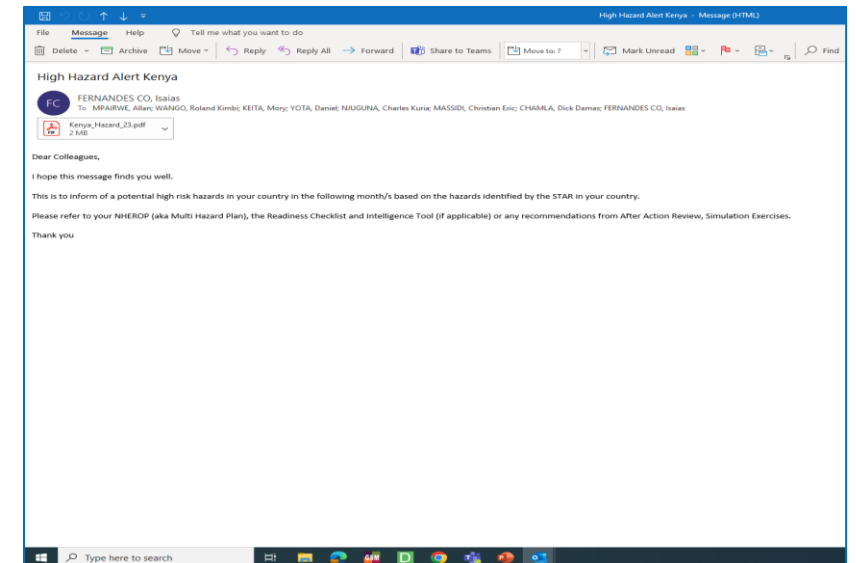 High Hazard Alert Kenya - Message (HTML)
File Message Help Tell me what you want to do
Delete Archive Move Reply Reply All Forward Share to Teams Move to: ? Mark Unread Find
High Hazard Alert Kenya
FC FERNANDES CO, Isaias
To MPAIRWE, Allan; WANGO, Roland Kimbi; KEITA, Mory; YOTA, Daniel; NJUGUNA, Charles Kuria; MASSIDI, Christian Eric; CHAMLA, Dick Damas; FERNANDES CO, Isaias
Kenya_Hazard_23.pdf
2 MB
Dear Colleagues,
I hope this message finds you well.
This is to inform of a potential high risk hazards in your country in the following month/s based on the hazards identified by the STAR in your country.
Please refer to your NHEROP (aka Multi Hazard Plan), the Readiness Checklist and Intelligence Tool (if applicable) or any recommendations from After Action Review, Simulation Exercises.
Thank you
Type here to search